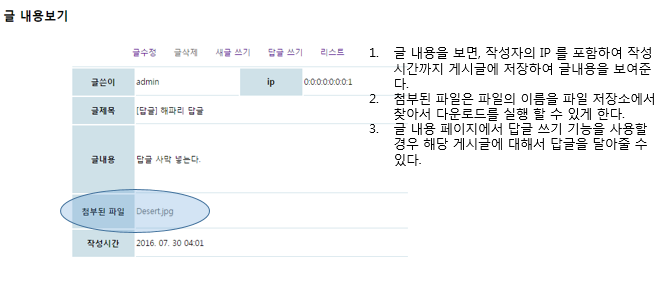 글 내용보기
글수정 글삭제 새글 쓰기 답글 쓰기 리스트
글쓴이 admin ip 0:0:0:0:0:0:0:1
글제목 [답글] 해파리 답글
글내용 답글 사막 넣는다.
첨부된 파일 Desert.jpg
작성시간 2016. 07. 30 04:01
1. 글 내용을 보면, 작성자의 IP 를 포함하여 작성
시간까지 게시글에 저장하여 글내용을 보여준
다.
2. 첨부된 파일은 파일의 이름을 파일 저장소에서
찾아서 다운로드를 실행 할 수 있게 한다.
3. 글 내용 페이지에서 답글 쓰기 기능을 사용할
경우 해당 게시글에 대해서 답글을 달아줄 수
있다.